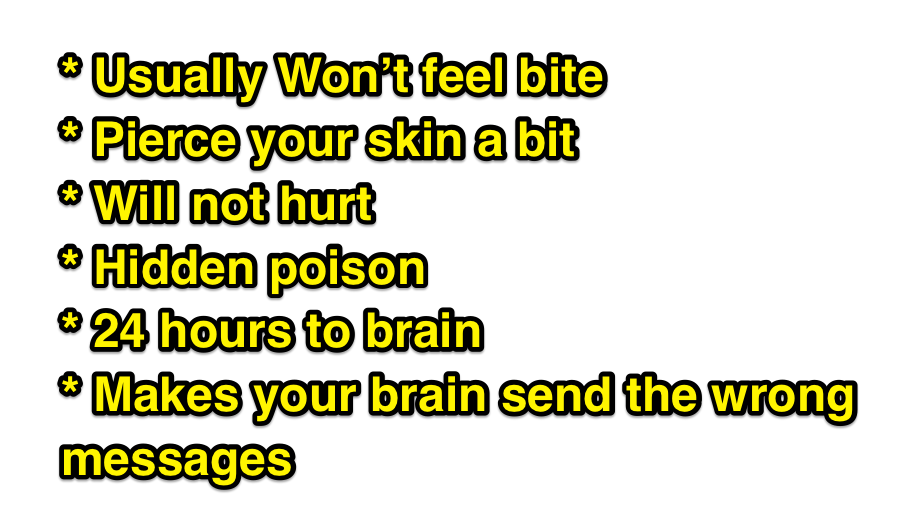 * Usually Won’t feel bite
* Pierce your skin a bit
* Will not hurt
* Hidden poison
* 24 hours to brain
* Makes your brain send the wrong
messages